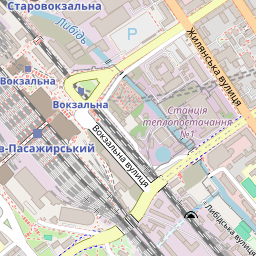 Старовокзальна
Либідь
P
Жилянська вулиця
Вокзальна
Вокзальна
Станція
теплопостачання
№1
а-Пасажирський
Вокзальна вулиця
Либідська вулиця